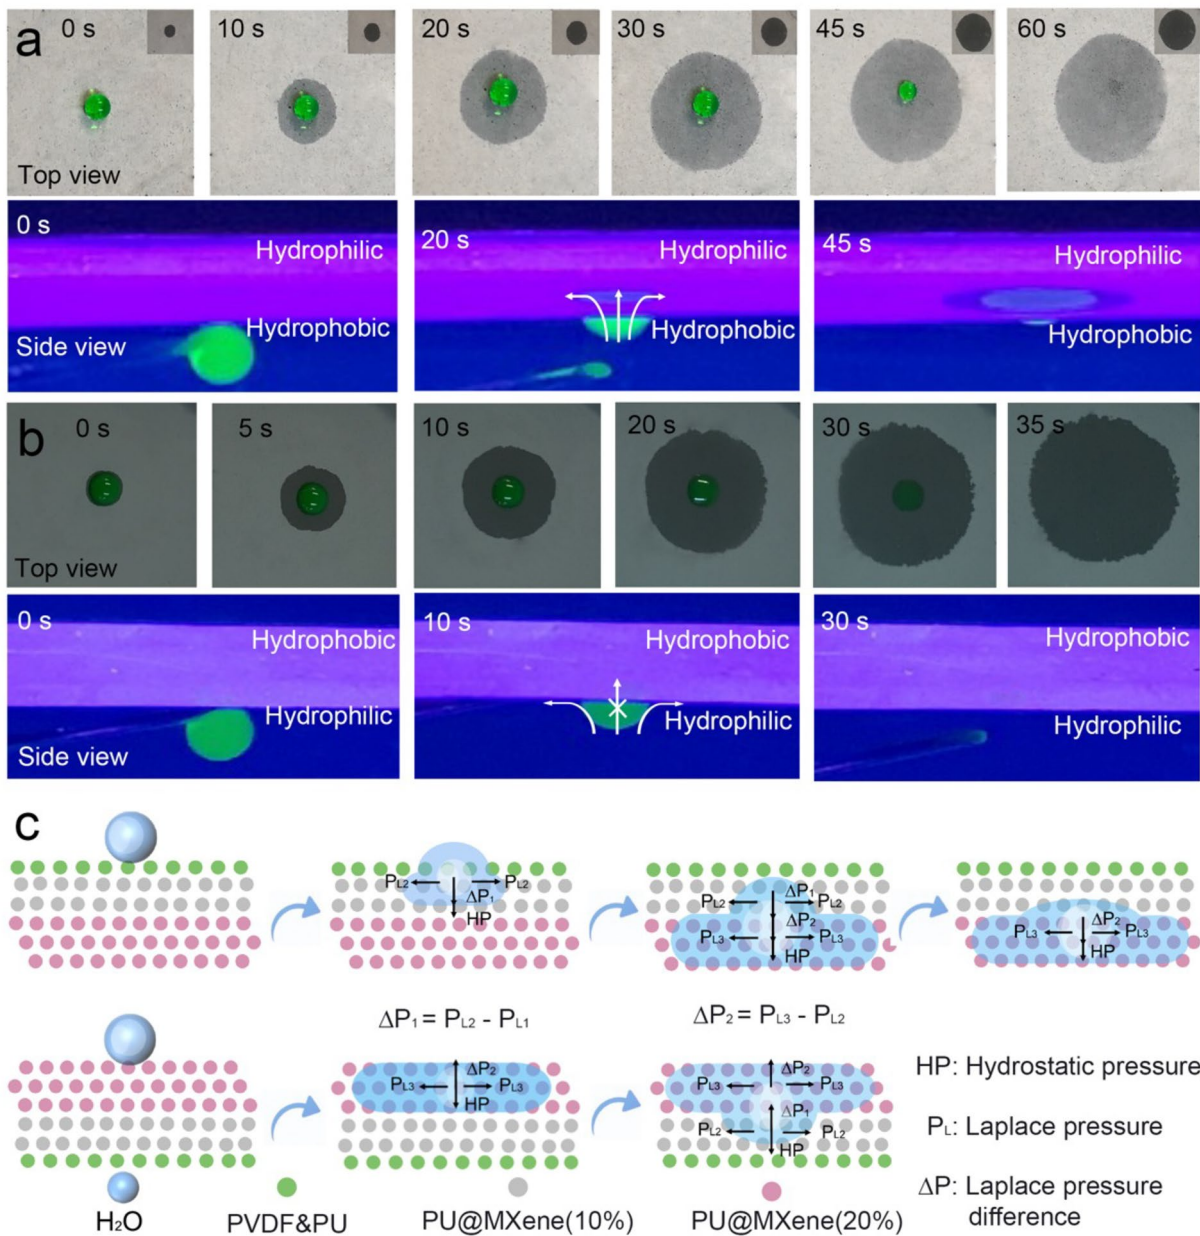 a
0 s
10 s
20 s
30 s
45 s
60 s
Top view
0 s
Hydrophilic
Hydrophobic
Side view
20 s
Hydrophilic
Hydrophobic
45 s
Hydrophilic
Hydrophobic
b
0 s
5 s
10 s
20 s
30 s
35 s
Top view
0 s
Hydrophobic
Hydrophilic
Side view
10 s
Hydrophobic
Hydrophilic
30 s
Hydrophobic
Hydrophilic
c
PL2
PL2
ΔP1
HP
ΔP1
PL2
PL2
ΔP2
PL3
PL3
HP
ΔP2
PL3
PL3
HP
ΔP1 = PL2 - PL1
ΔP2 = PL3 - PL2
ΔP2
PL3
PL3
HP
ΔP2
PL3
PL3
ΔP1
PL2
PL2
HP
HP: Hydrostatic pressure
PL: Laplace pressure
ΔP: Laplace pressure
difference
H2O
PVDF&PU
PU@MXene(10%)
PU@MXene(20%)